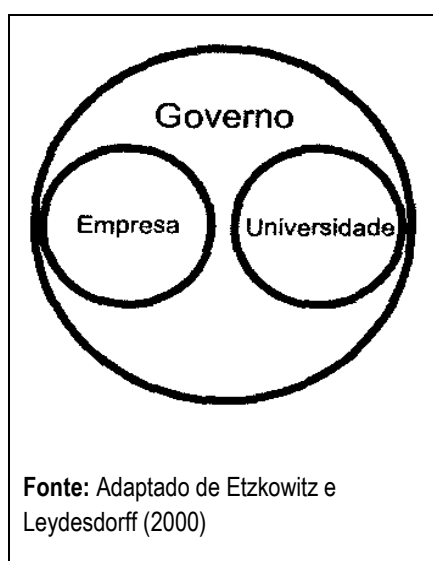 Governo
Empresa
Universidade
Fonte: Adaptado de Etzkowitz e
Leydesdorff (2000)